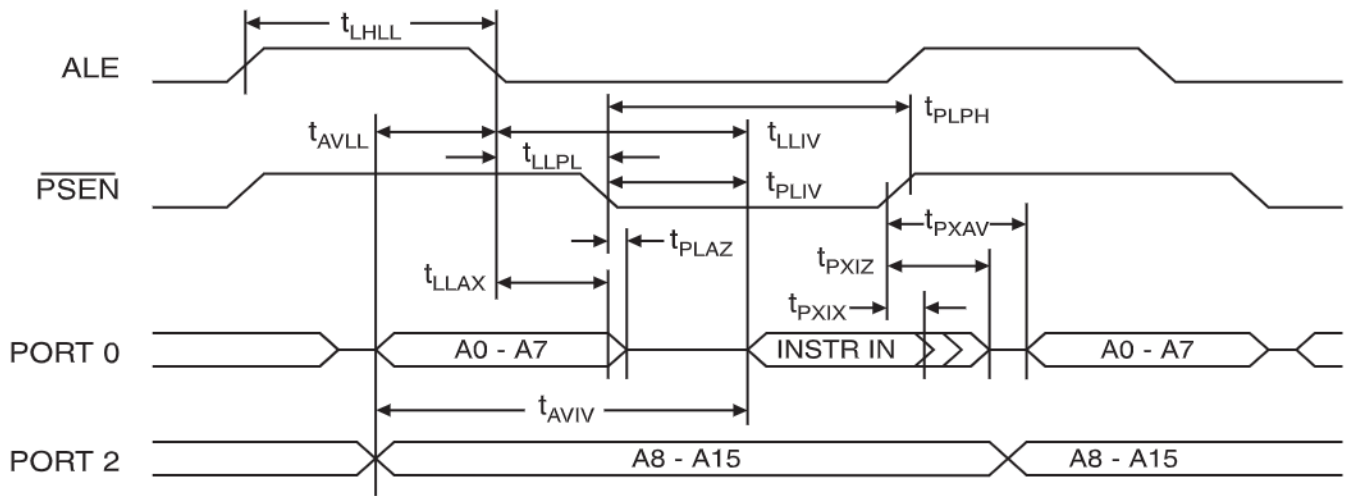 tLHLL
ALE
tPLPH
tAVLL
tLLIV
tLLPL
PSEN
tPLIV
tPXAV
tPLAZ
tPXIZ
tLLAX
tPXIX
PORT 0 A0 - A7 INSTR IN A0 - A7
tAVIV
PORT 2 A8 - A15 A8 - A15